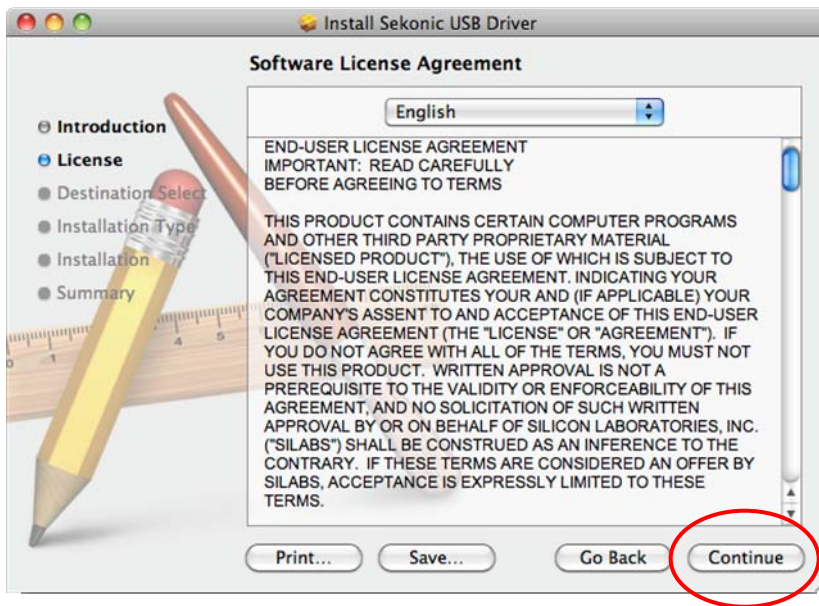 Install Sekonic USB Driver
Software License Agreement
Introduction
License
Destination Select
Installation Type
Installation
Summary
English
END-USER LICENSE AGREEMENT
IMPORTANT: READ CAREFULLY
BEFORE AGREEING TO TERMS
THIS PRODUCT CONTAINS CERTAIN COMPUTER PROGRAMS
AND OTHER THIRD PARTY PROPRIETARY MATERIAL
("LICENSED PRODUCT"), THE USE OF WHICH IS SUBJECT TO
THIS END-USER LICENSE AGREEMENT. INDICATING YOUR
AGREEMENT CONSTITUTES YOUR AND (IF APPLICABLE) YOUR
COMPANY'S ASSENT TO AND ACCEPTANCE OF THIS END-USER
LICENSE AGREEMENT (THE "LICENSE" OR "AGREEMENT"). IF
YOU DO NOT AGREE WITH ALL OF THE TERMS, YOU MUST NOT
USE THIS PRODUCT. WRITTEN APPROVAL IS NOT A
PREREQUISITE TO THE VALIDITY OR ENFORCEABILITY OF THIS
AGREEMENT, AND NO SOLICITATION OF SUCH WRITTEN
APPROVAL BY OR ON BEHALF OF SILICON LABORATORIES, INC.
("SILABS") SHALL BE CONSTRUED AS AN INFERENCE TO THE
CONTRARY. IF THESE TERMS ARE CONSIDERED AN OFFER BY
SILABS, ACCEPTANCE IS EXPRESSLY LIMITED TO THESE
TERMS.
0 1 4 5
Print... Save... Go Back Continue